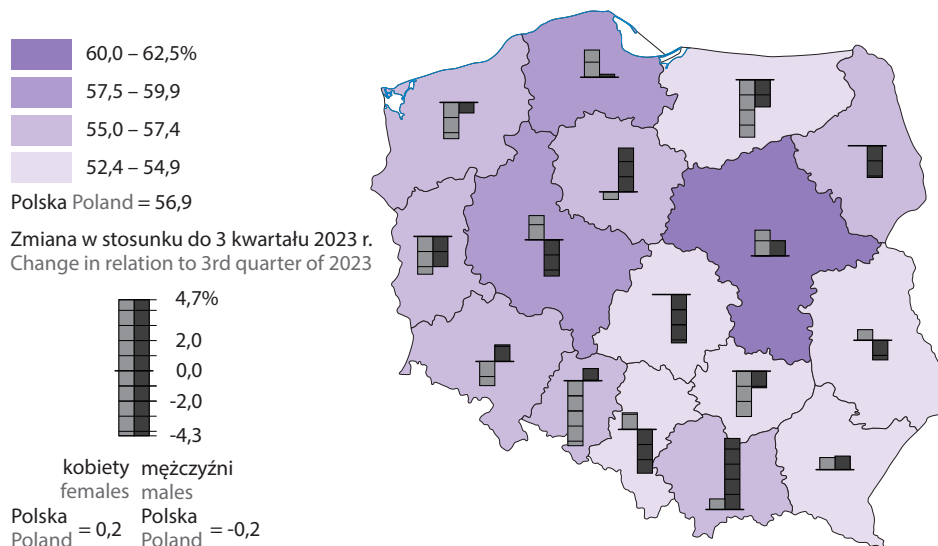 60,0 – 62,5%
57,5 – 59,9
55,0 – 57,4
52,4 – 54,9
Polska Poland = 56,9
Zmiana w stosunku do 3 kwartału 2023 r.
Change in relation to 3rd quarter of 2023
4,7%
2,0
0,0
-2,0
-4,3
kobiety mężczyźni
females males
Polska Polska
Poland = 0,2 Poland = -0,2